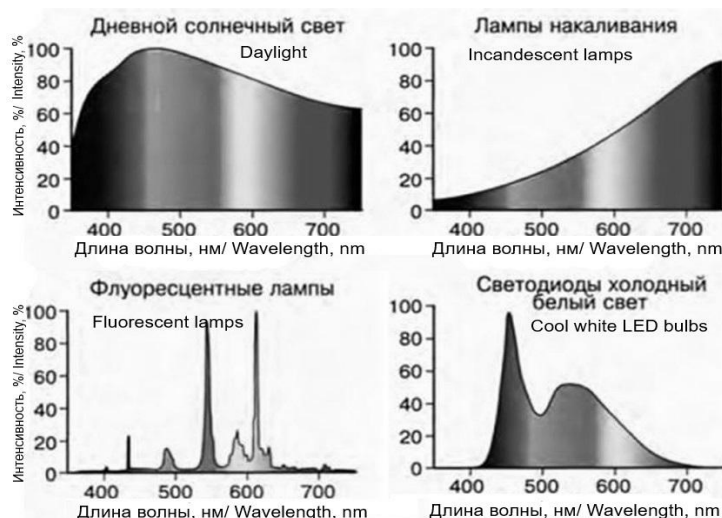 Дневной солнечный свет
Daylight
Интенсивность, %/ Intensity, %
100
80
60
40
20
0
400 500 600 700
Длина волны, нм/ Wavelength, nm
Лампы накаливания
Incandescent lamps
100
80
60
40
20
0
400 500 600 700
Длина волны, нм/ Wavelength, nm
Флуоресцентные лампы
Fluorescent lamps
Интенсивность, %/ Intensity, %
100
80
60
40
20
0
400 500 600 700
Длина волны, нм/ Wavelength, nm
Светодиоды холодный
белый свет
Cool white LED bulbs
100
80
60
40
20
0
400 500 600 700
Длина волны, нм/ Wavelength, nm